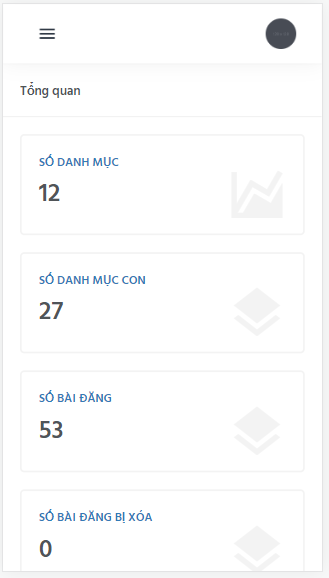 Tổng quan
SỐ DANH MỤC
12
SỐ DANH MỤC CON
27
SỐ BÀI ĐĂNG
53
SỐ BÀI ĐĂNG BỊ XÓA
0